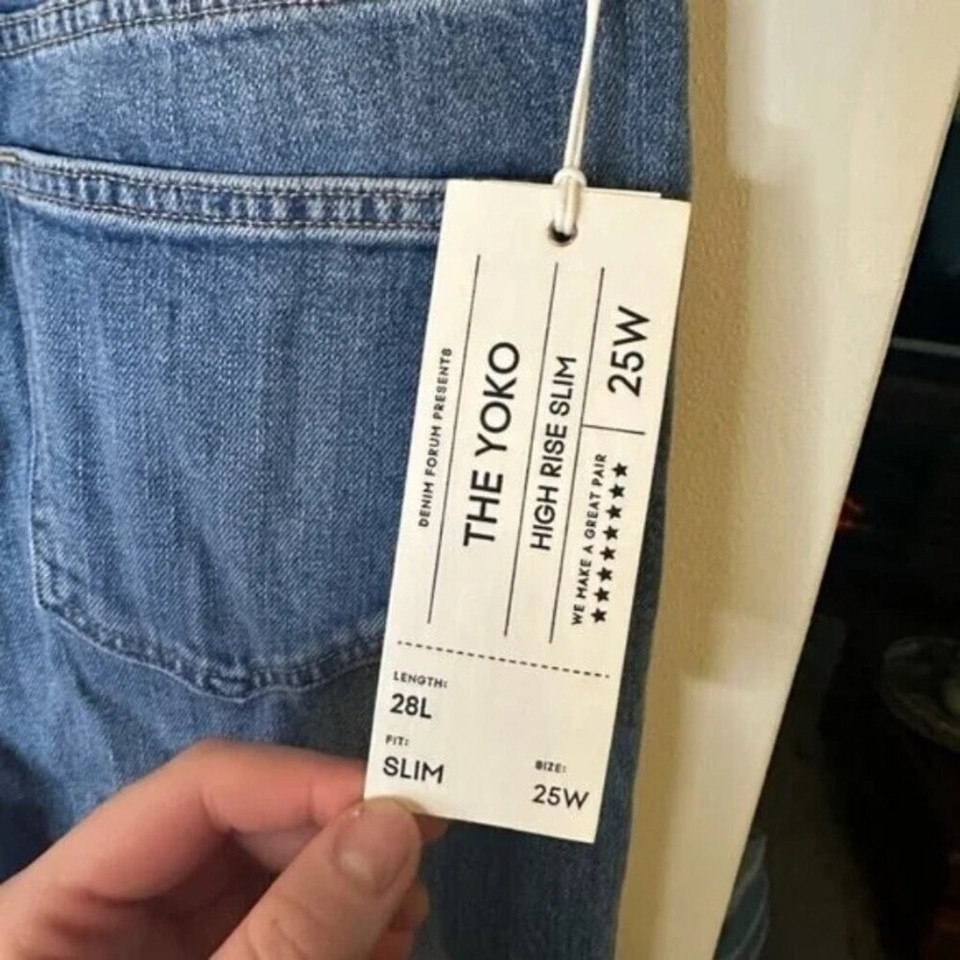 DENIM FORUM PRESENTS
THE YOKO
HIGH RISE SLIM
25W
WE MAKE A GREAT PAIR
★★★★★★★★
LENGTH:
28L
FIT:
SLIM
SIZE:
25W